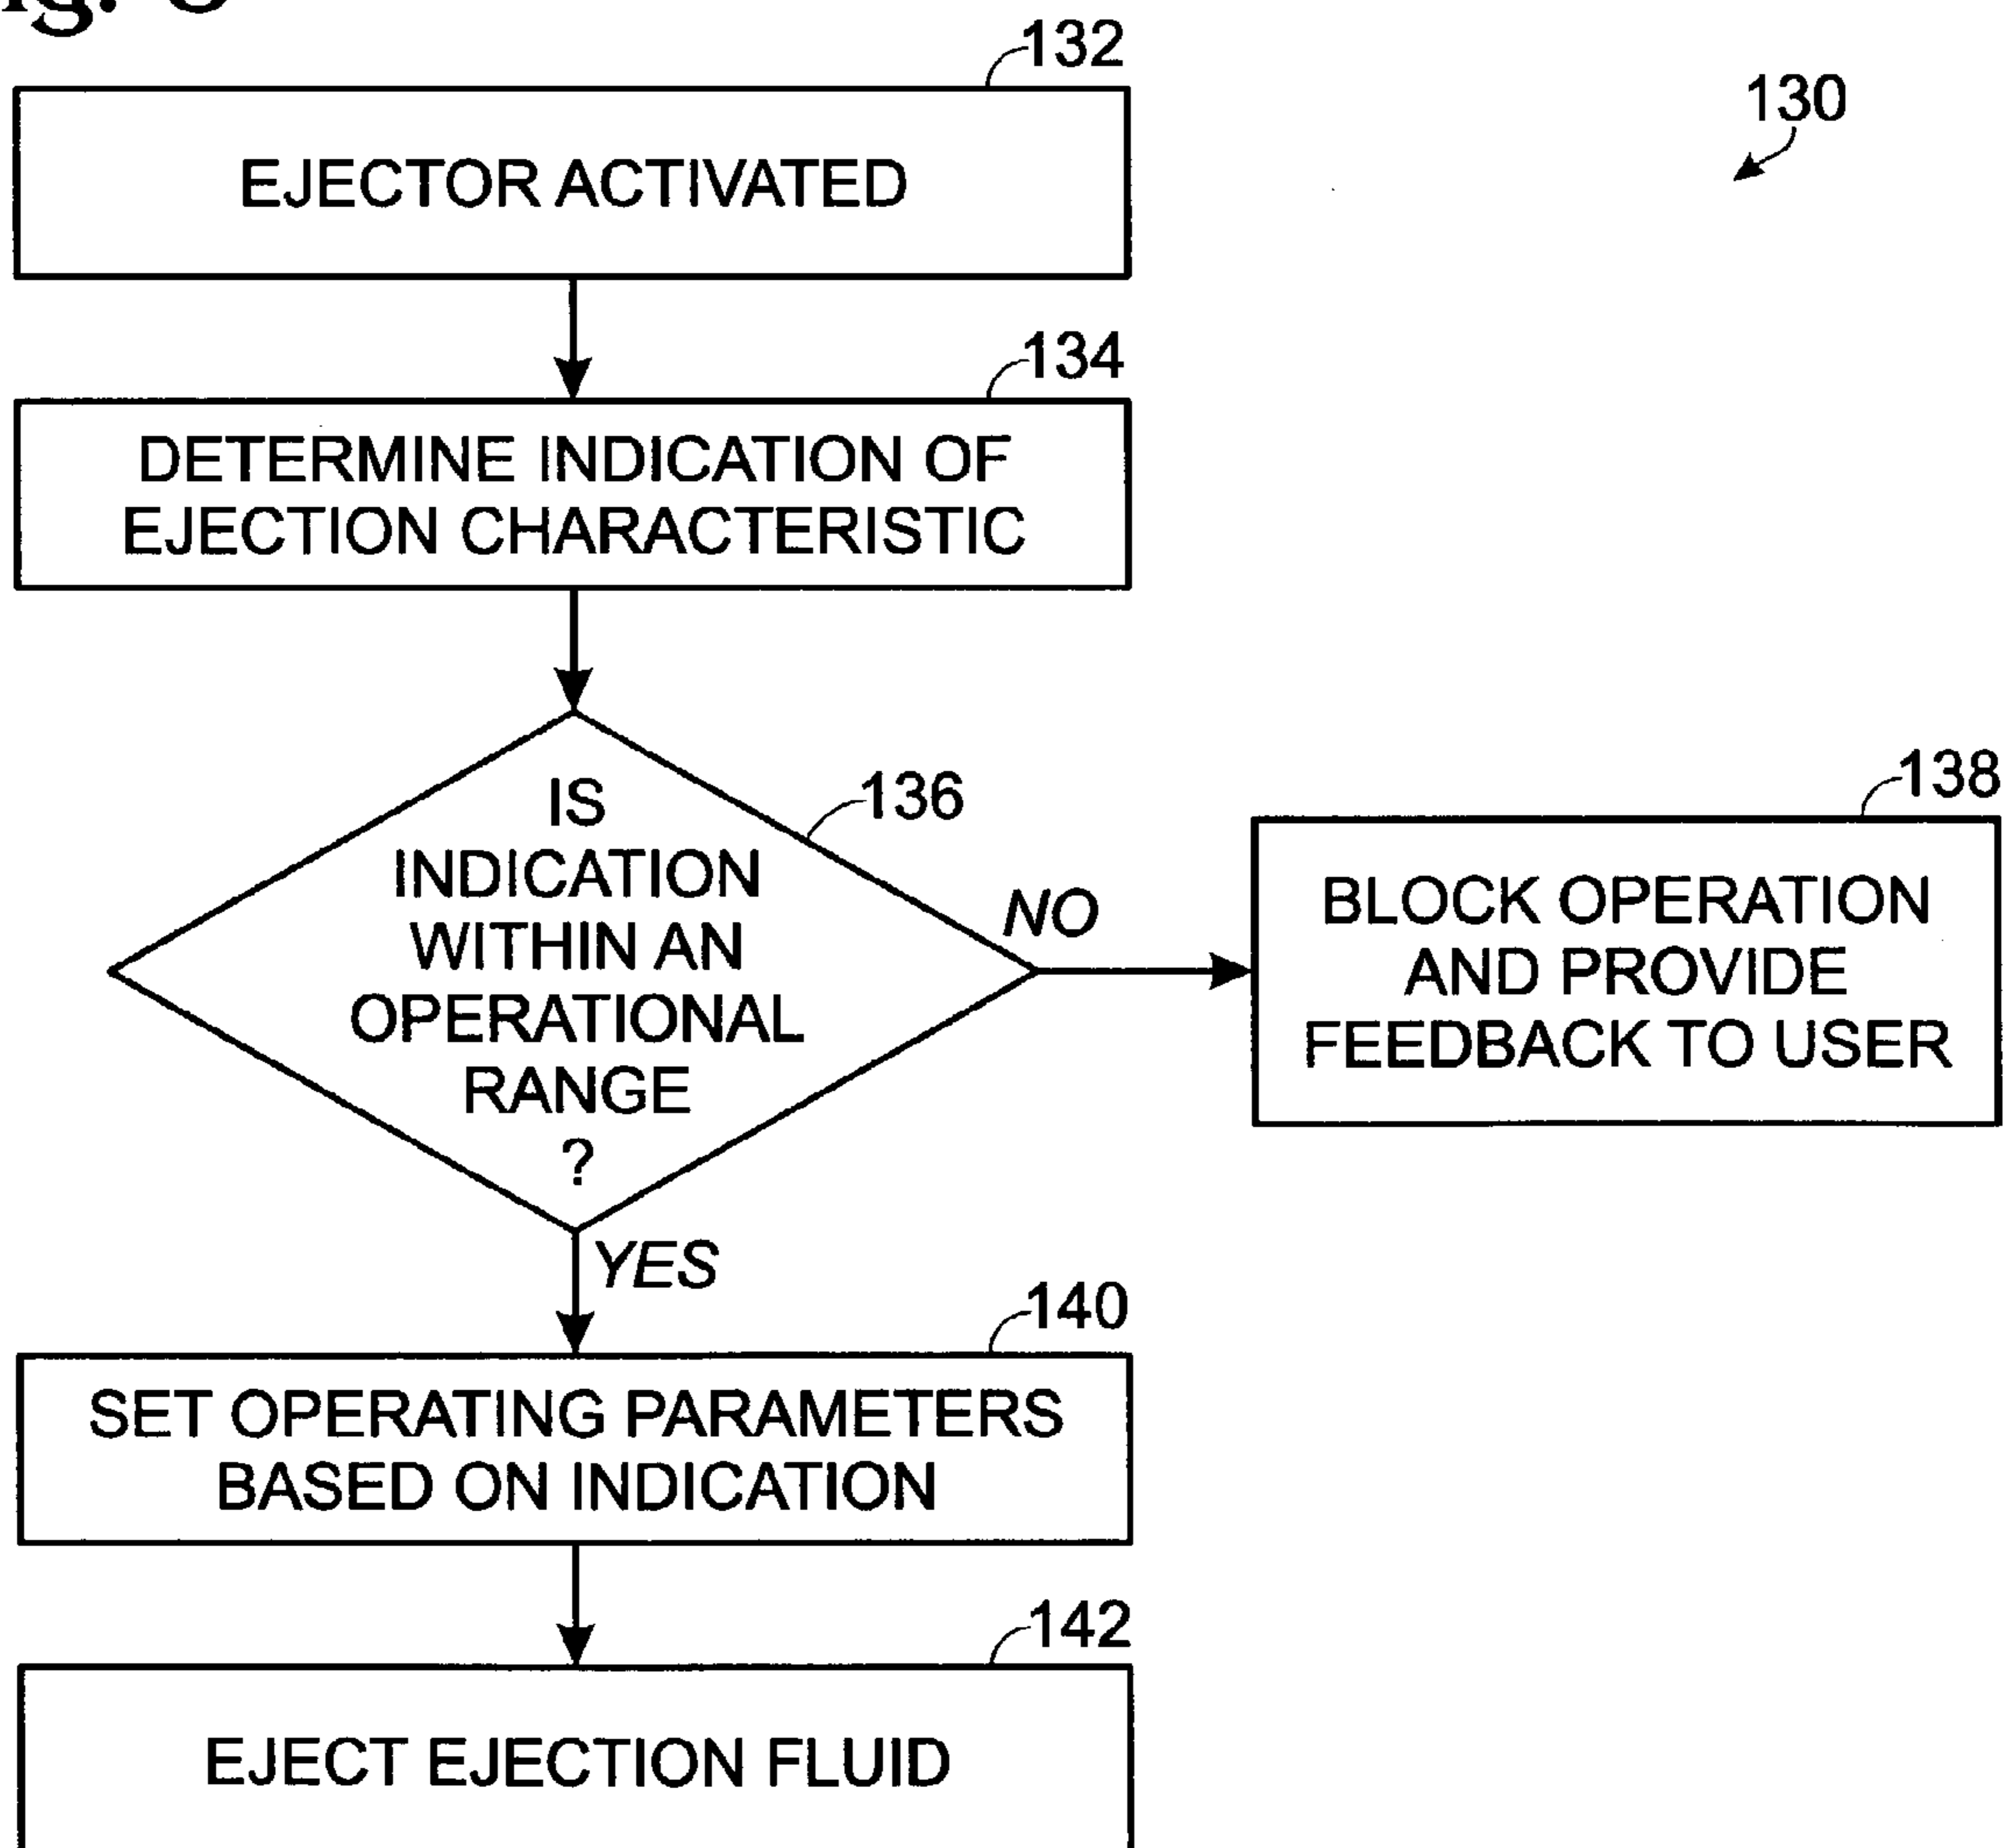 132
130
EJECTOR ACTIVATED
134
DETERMINE INDICATION OF
EJECTION CHARACTERISTIC
136
IS
INDICATION
WITHIN AN
OPERATIONAL
RANGE
?
NO
138
BLOCK OPERATION
AND PROVIDE
FEEDBACK TO USER
YES
140
SET OPERATING PARAMETERS
BASED ON INDICATION
142
EJECT EJECTION FLUID